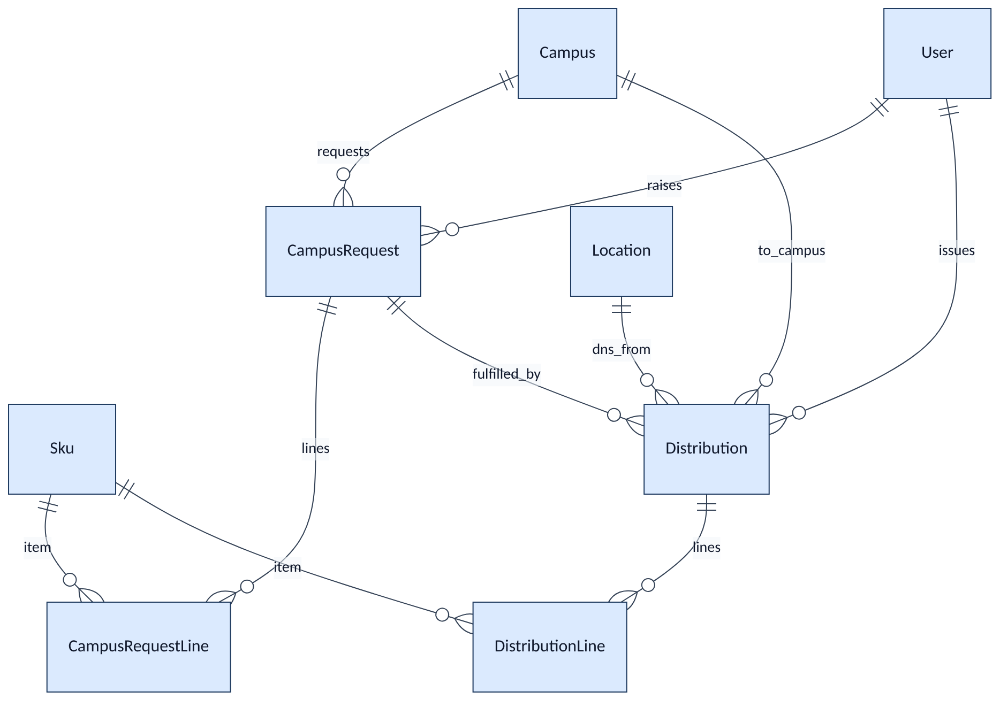 Campus
User
requests
raises
CampusRequest
Location
to_campus
issues
dns_from
fulfilled_by
Sku
lines
Distribution
item
item
lines
CampusRequestLine
DistributionLine